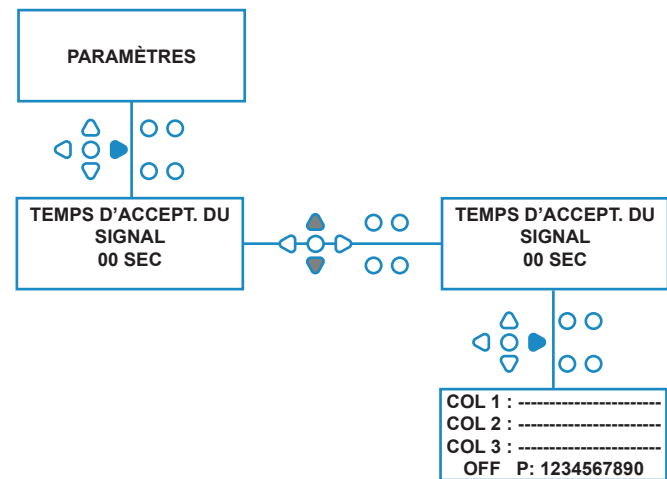 PARAMÈTRES
TEMPS D'ACCEPT. DU
SIGNAL
00 SEC
TEMPS D'ACCEPT. DU
SIGNAL
00 SEC
COL 1 : -----------------------
COL 2 : -----------------------
COL 3 : -----------------------
OFF P: 1234567890